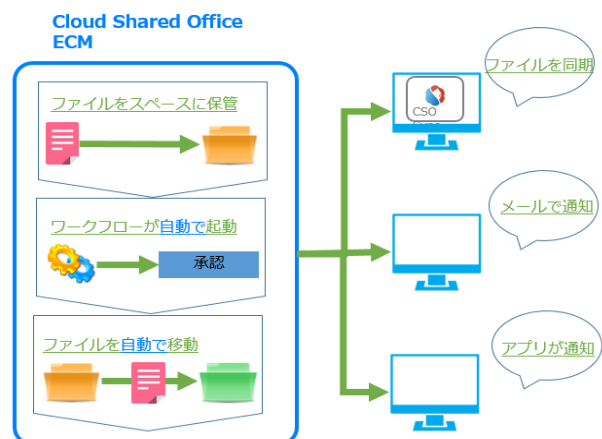 Cloud Shared Office
ECM
ファイルをスペースに保管
ワークフローが自動で起動
承認
ファイルを自動で移動
ファイルを同期
CSO
メールで通知
アプリが通知